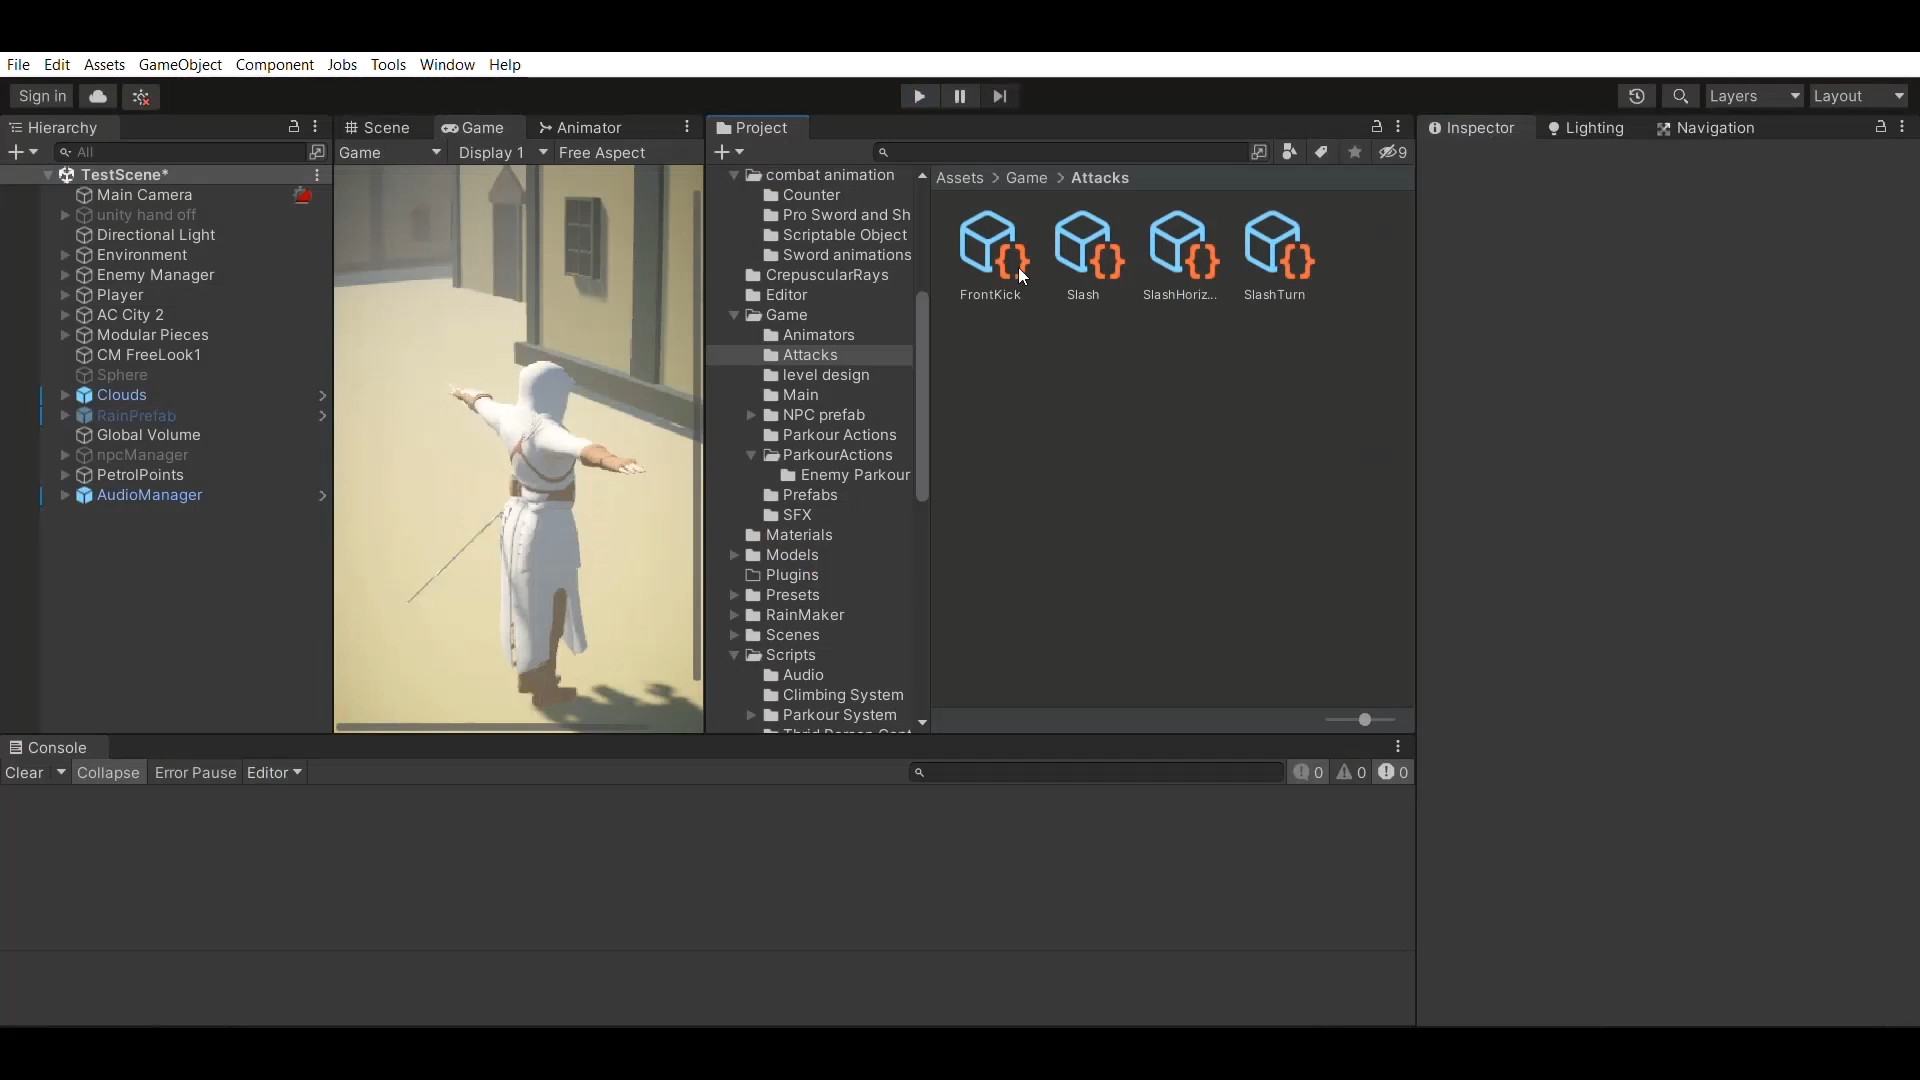 File Edit Assets GameObject Component Jobs Tools Window Help
Sign in
Layers
Layout
Hierarchy
All
TestScene*
Main Camera
unity hand off
Directional Light
Environment
Enemy Manager
Player
AC City 2
Modular Pieces
CM FreeLook1
Sphere
Clouds
RainPrefab
Global Volume
npcManager
PetrolPoints
AudioManager
Scene Game Animator
Game Display 1 Free Aspect
Project
9
combat animation
Counter
Pro Sword and Sh
Scriptable Object
Sword animations
CrepuscularRays
Editor
Game
Animators
Attacks
level design
Main
NPC prefab
Parkour Actions
ParkourActions
Enemy Parkour
Prefabs
SFX
Materials
Models
Plugins
Presets
RainMaker
Scenes
Scripts
Audio
Climbing System
Parkour System
Assets > Game > Attacks
FrontKick Slash SlashHoriz... SlashTurn
Inspector Lighting Navigation
Console
Clear Collapse Error Pause Editor
0 0 0